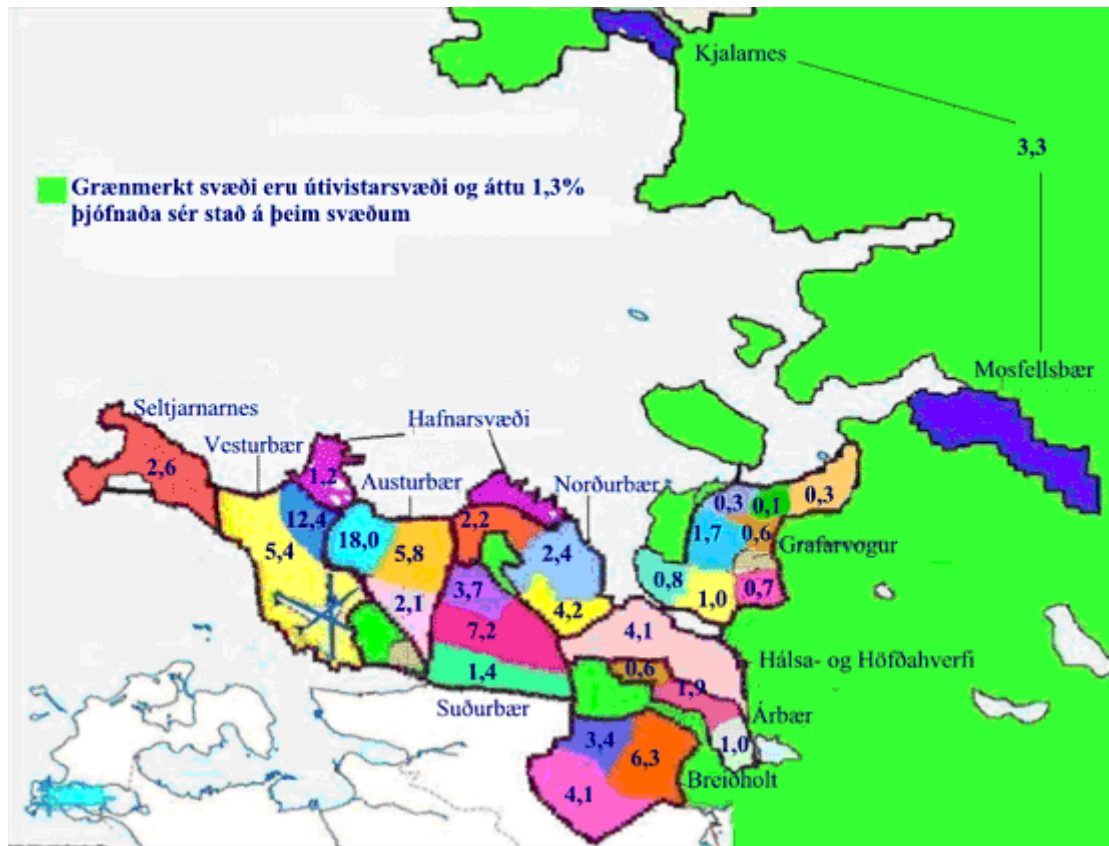 Kjalarnes
3,3
Grænmerkt svæði eru útivistarsvæði og áttu 1,3%
þjófnaða sér stað á þeim svæðum
Mosfellsbær
Seltjarnarnes
Hafnarsvæði
Vesturbær
Austurbær
Norðurbær
2,6
1,2
12,4
18,0
5,8
2,2
2,4
0,3
0,1
0,3
1,7
0,6
Grafarvogur
5,4
2,1
3,7
4,2
0,8
1,0
0,7
7,2
4,1
Hálsa- og Höfðahverfi
1,4
0,6
1,9
Suðurbær
Árbær
3,4
6,3
1,0
Breiðholt
4,1